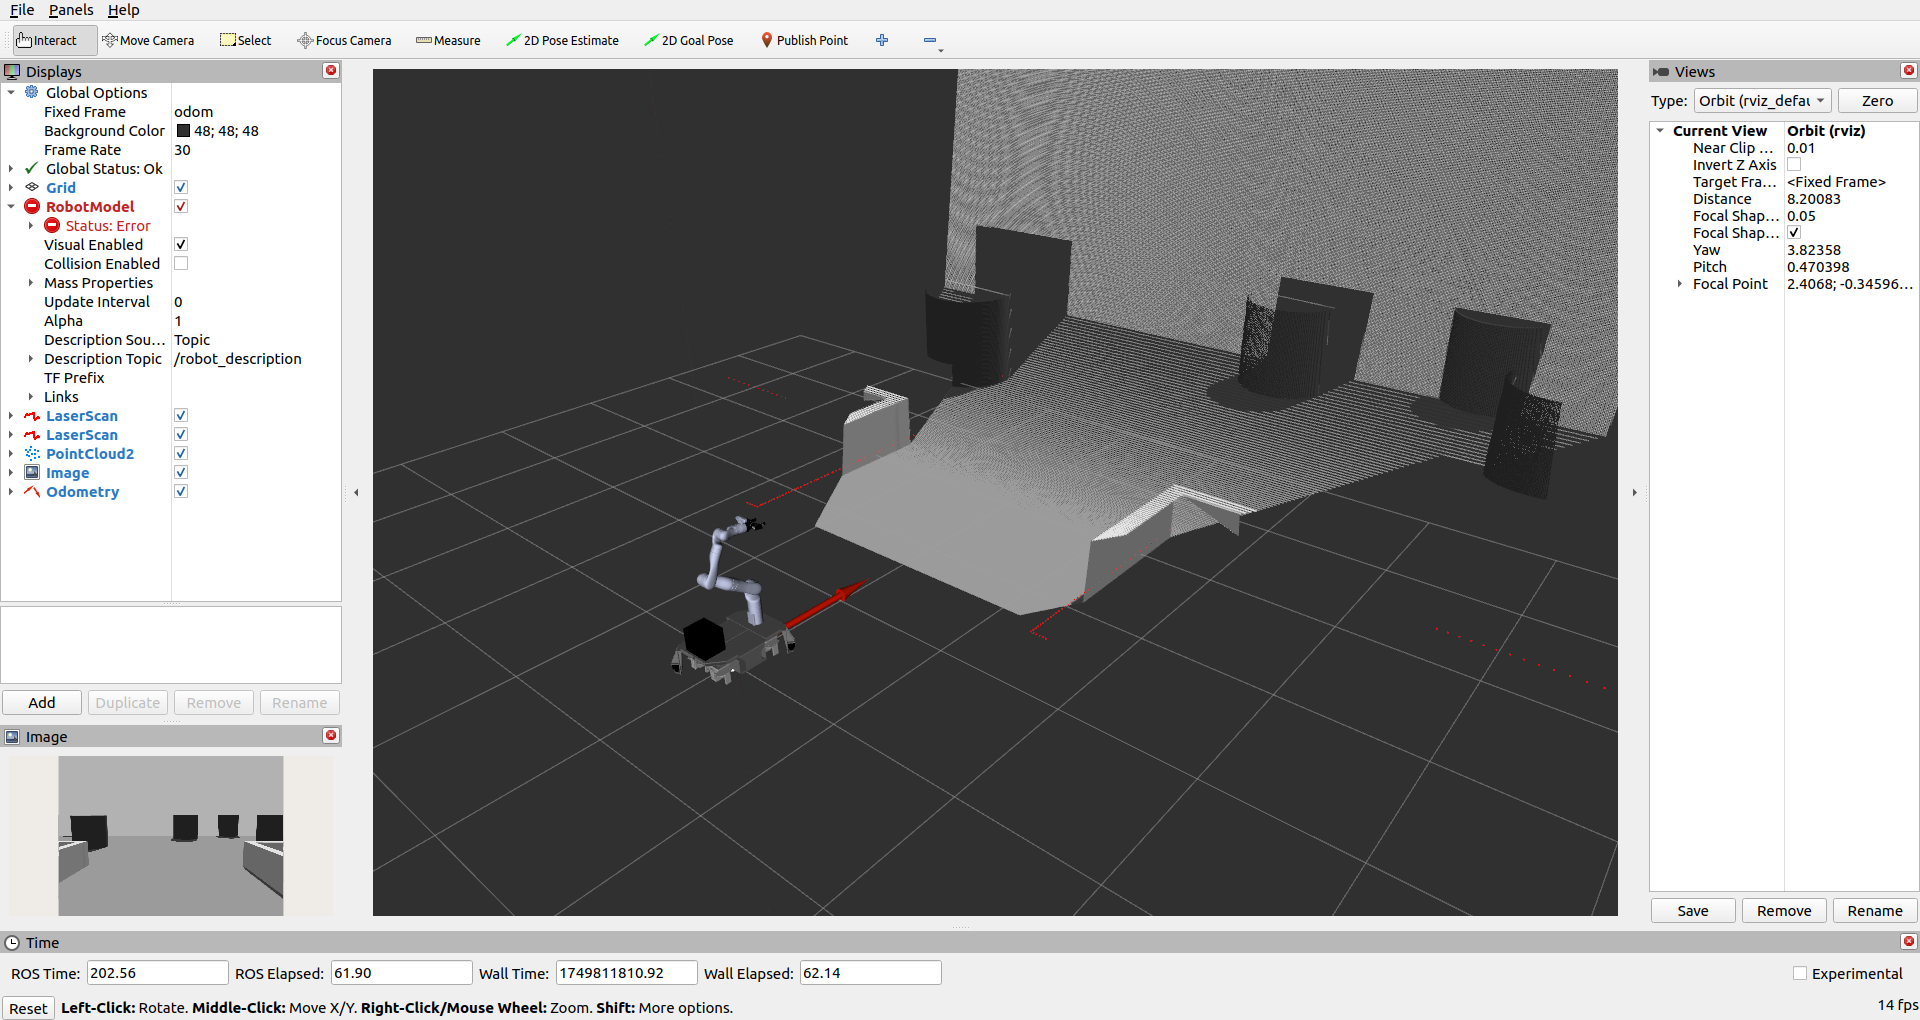 File Panels Help
Interact Move Camera Select Focus Camera Measure 2D Pose Estimate 2D Goal Pose Publish Point
Displays
Global Options
Fixed Frame odom
Background Color 48; 48; 48
Frame Rate 30
Global Status: Ok
Grid
RobotModel
Status: Error
Visual Enabled
Collision Enabled
Mass Properties
Update Interval 0
Alpha 1
Description Sou... Topic
Description Topic /robot_description
TF Prefix
Links
LaserScan
LaserScan
PointCloud2
Image
Odometry
Add Duplicate Remove Rename
Image
Views
Type: Orbit (rviz_defau Zero
Current View Orbit (rviz)
Near Clip ... 0.01
Invert Z Axis
Target Fra... <Fixed Frame>
Distance 8.20083
Focal Shap... 0.05
Focal Shap...
Yaw 3.82358
Pitch 0.470398
Focal Point 2.4068; -0.34596...
Save Remove Rename
Time
ROS Time: 202.56 ROS Elapsed: 61.90 Wall Time: 1749811810.92 Wall Elapsed: 62.14 Experimental
Reset Left-Click: Rotate. Middle-Click: Move X/Y. Right-Click/Mouse Wheel: Zoom. Shift: More options. 14 fps